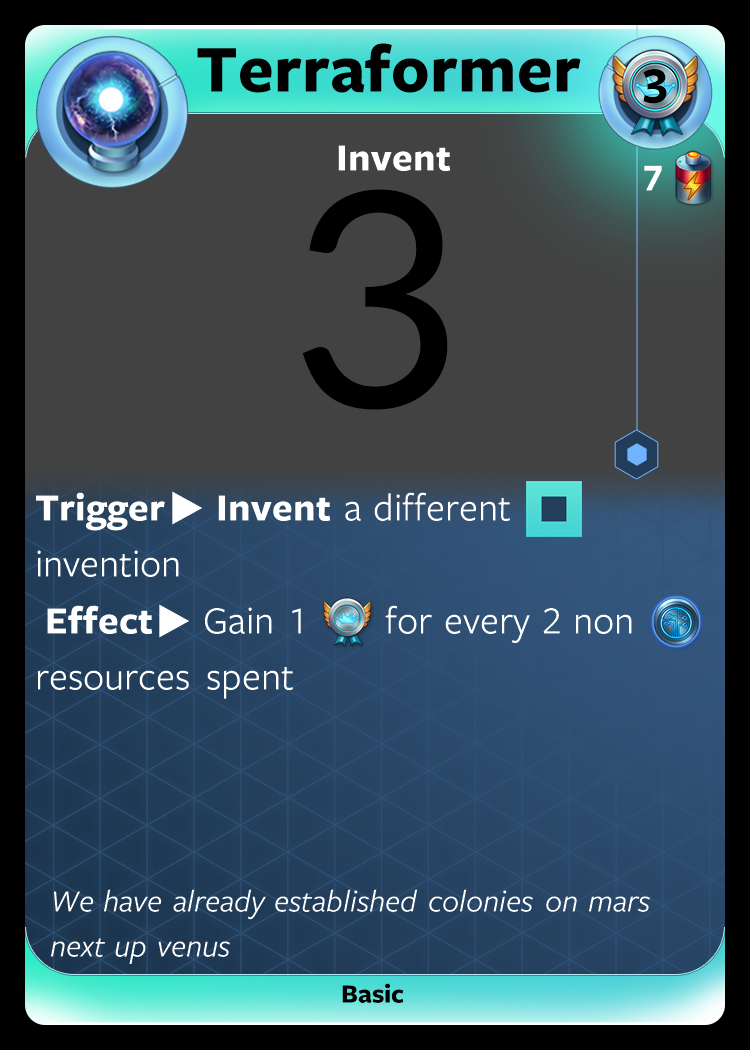 Terraformer
3
Invent
7
3
Trigger▶ Invent a different
invention
Effect▶ Gain 1 for every 2 non
resources spent
We have already established colonies on mars
next up venus
Basic